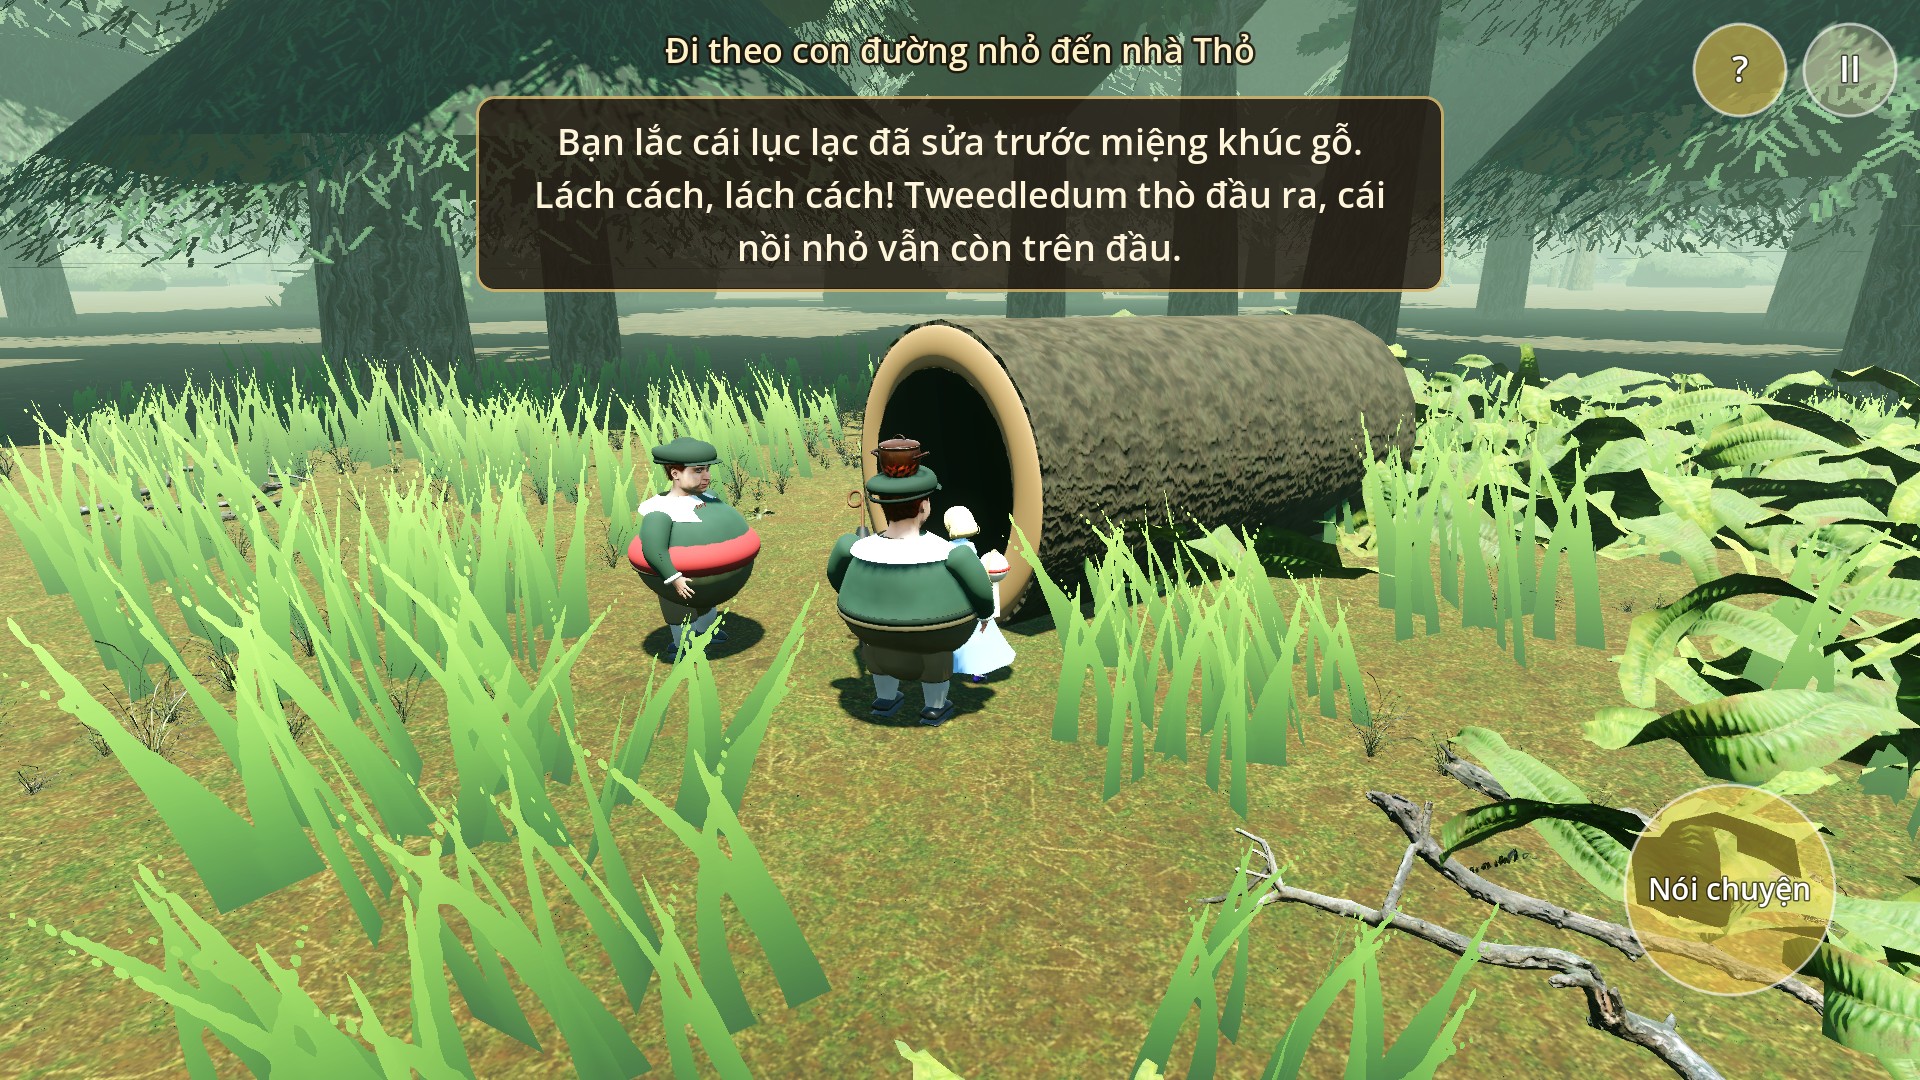 Đi theo con đường nhỏ đến nhà Thỏ
?
Bạn lắc cái lục lạc đã sửa trước miệng khúc gỗ.
Lách cách, lách cách! Tweedledum thò đầu ra, cái
nồi nhỏ vẫn còn trên đầu.
Nói chuyện